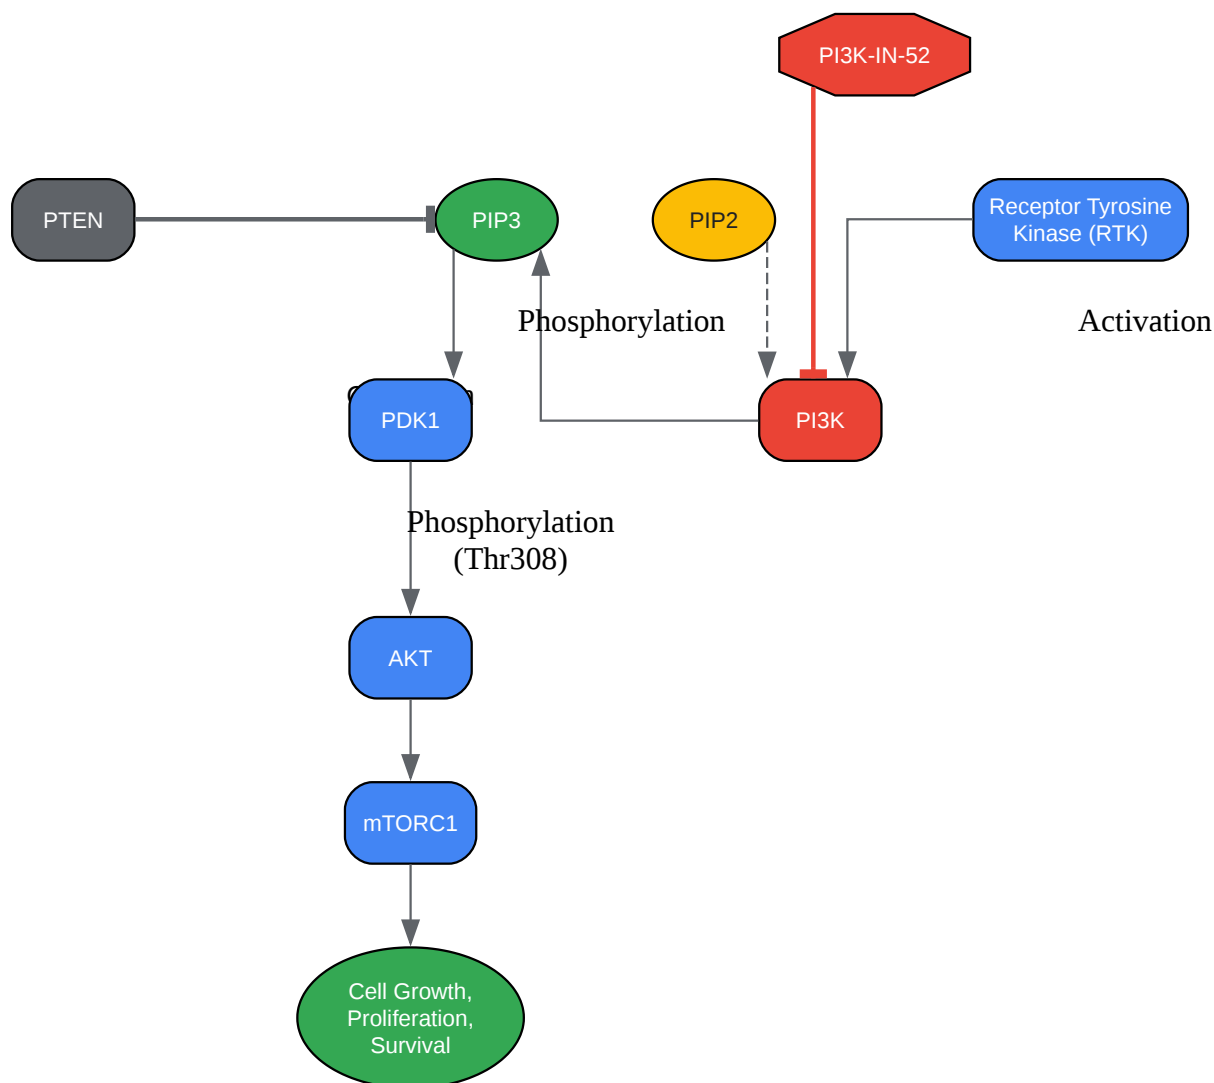 PI3K-IN-52
PTEN
PIP3
PIP2
Receptor Tyrosine
Kinase (RTK)
Phosphorylation
Activation
PDK1
PI3K
Phosphorylation
(Thr308)
AKT
mTORC1
Cell Growth,
Proliferation,
Survival